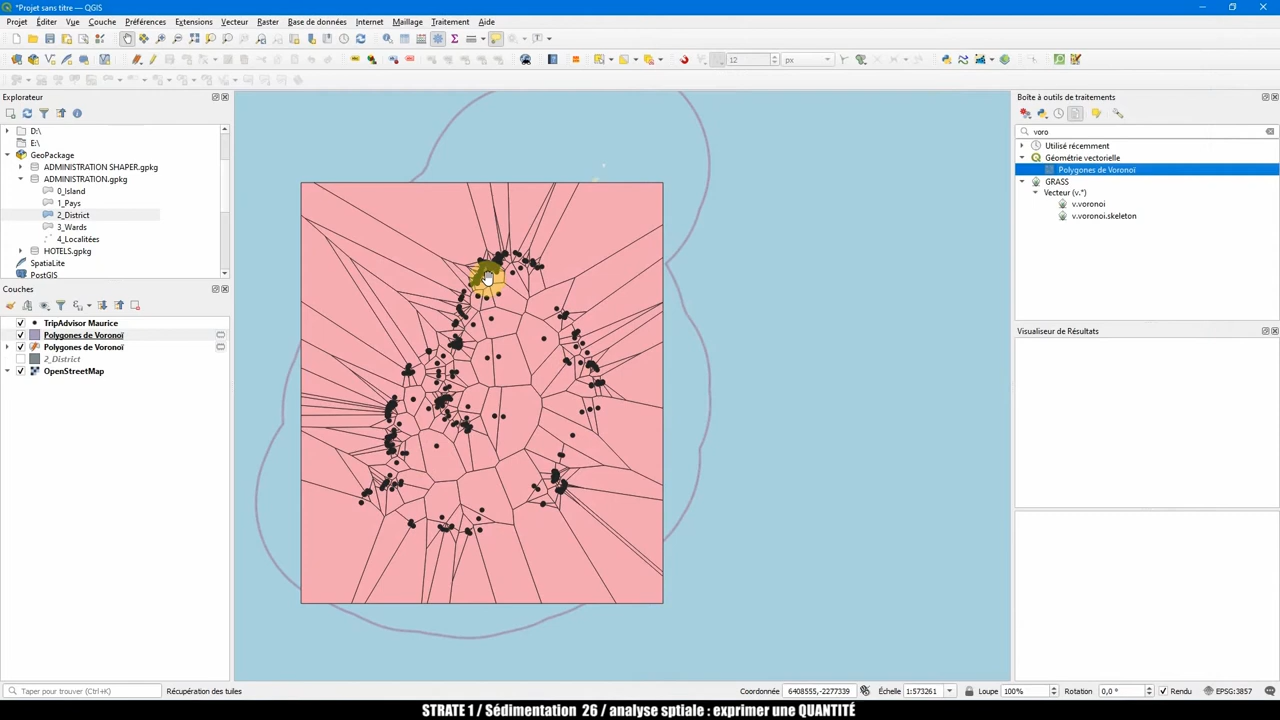 *Projet sans titre — QGIS
Projet Éditer Vue Couche Préférences Extensions Vecteur Raster Base de données Internet Maillage Traitement Aide
12 px
Explorateur
D:\
E:\
GeoPackage
ADMINISTRATION SHAPER.gpkg
ADMINISTRATION.gpkg
0_Island
1_Pays
2_District
3_Wards
4_Localitées
HOTELS.gpkg
SpatiaLite
PostGIS
Couches
TripAdvisor Maurice
Polygones de Voronoï
Polygones de Voronoï
2_District
OpenStreetMap
Boîte à outils de traitements
voro
Utilisé récemment
Géométrie vectorielle
Polygones de Voronoï
GRASS
Vecteur (v.*)
v.voronoi
v.voronoi.skeleton
Visualiseur de Résultats
Taper pour trouver (Ctrl+K) Récupération des tuiles Coordonnée 6408555,-2277339 Échelle 1:573261 Loupe 100% Rotation 0,0 ° Rendu EPSG:3857
STRATE 1 / Sédimentation 26 / analyse sptiale : exprimer une QUANTITÉ